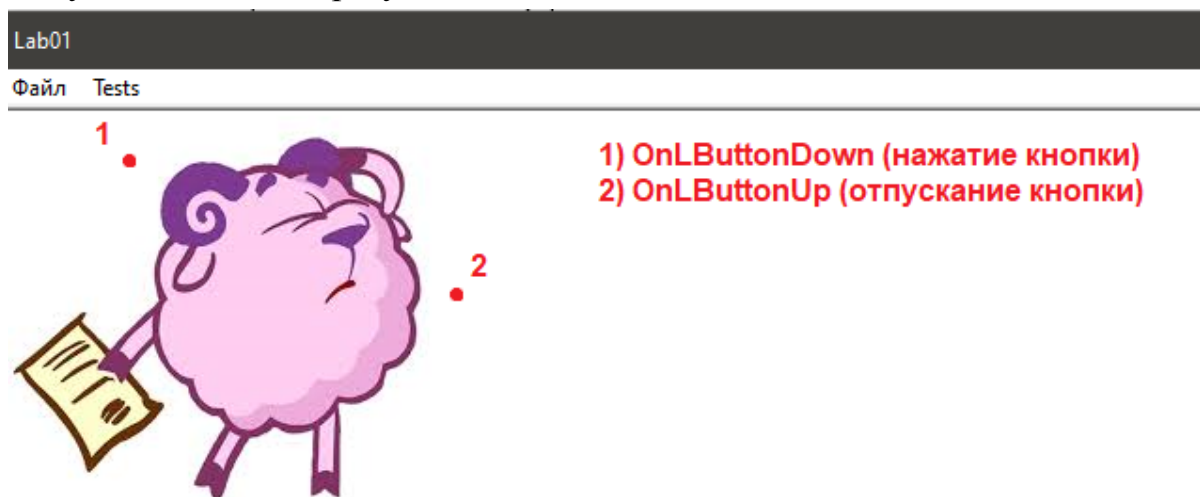 Lab01
Файл Tests
1
1) OnLButtonDown (нажатие кнопки)
2) OnLButtonUp (отпускание кнопки)
2